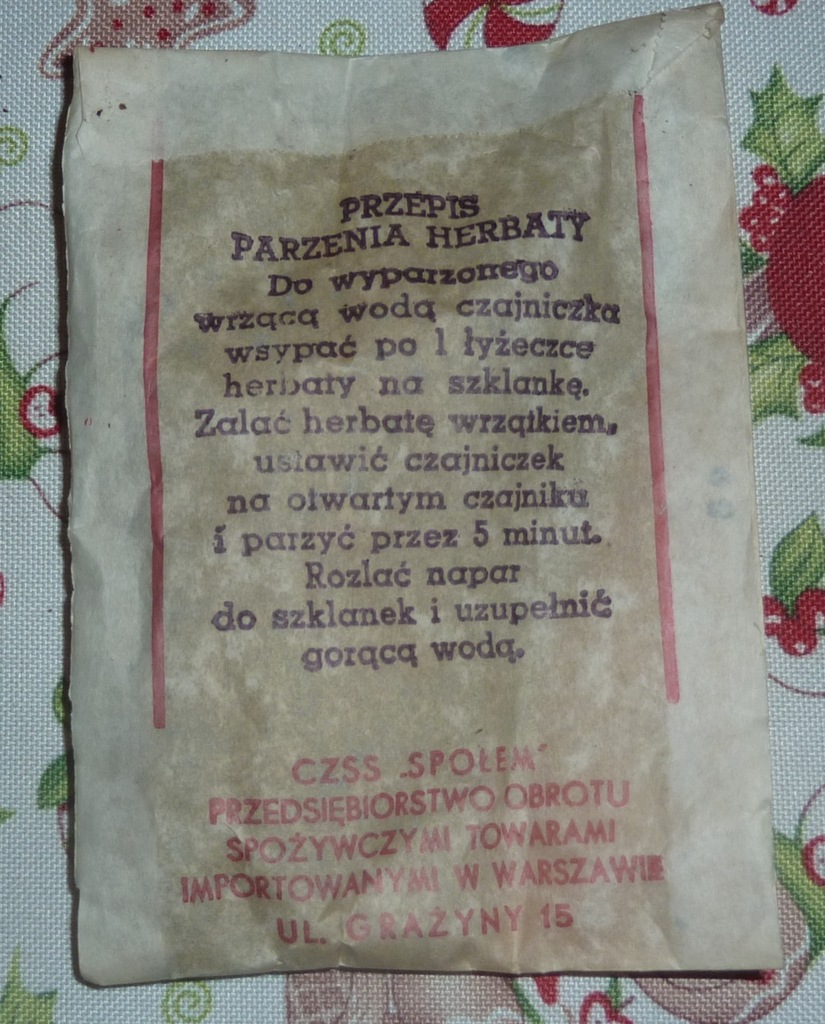 PRZEPIS
PARZENIA HERBATY
Do wyparzonego
wrzącą wodą czajniczka
wsypać po 1 łyżeczce
herbaty na szklankę.
Zalać herbatę wrzątkiem,
ustawić czajniczek
na otwartym czajniku
i parzyć przez 5 minut.
Rozlać napar
do szklanek i uzupełnić
gorącą wodą.
CZSS „SPOŁEM"
PRZEDSIĘBIORSTWO OBROTU
SPOŻYWCZYMI TOWARAMI
IMPORTOWANYMI W WARSZAWIE
UL. GRAŻYNY 15